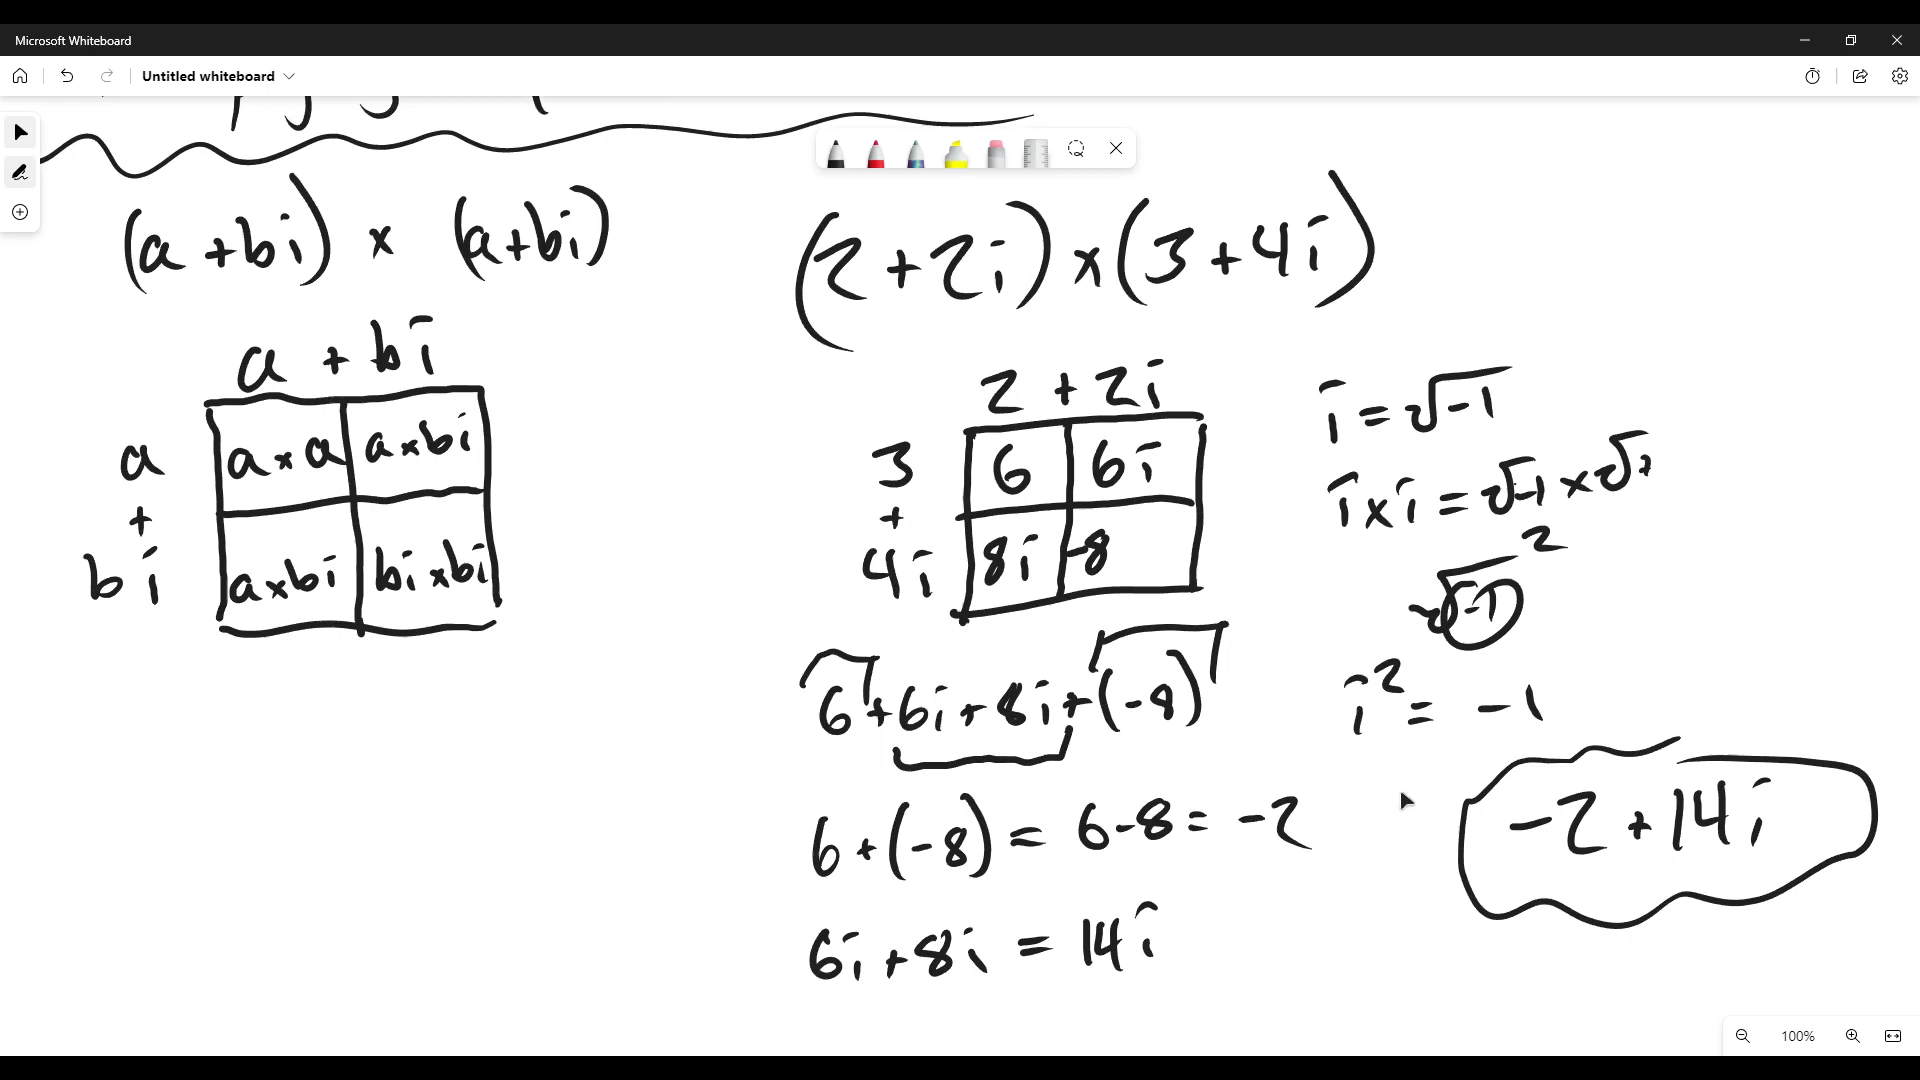 Microsoft Whiteboard
Untitled whiteboard
(a + bi) × (a + bi)
a + bi
a
+
bi
a × a
a × bi
a × bi
bi × bi
(2 + 2i) × (3 + 4i)
2 + 2i
3
+
4i
6
6i
8i
-8
6 + 6i + 8i + (-8)
6 + (-8) = 6 - 8 = -2
6i + 8i = 14i
i = √-1
i × i = √-1 × √
√-1²
i² = -1
-2 + 14i
100%